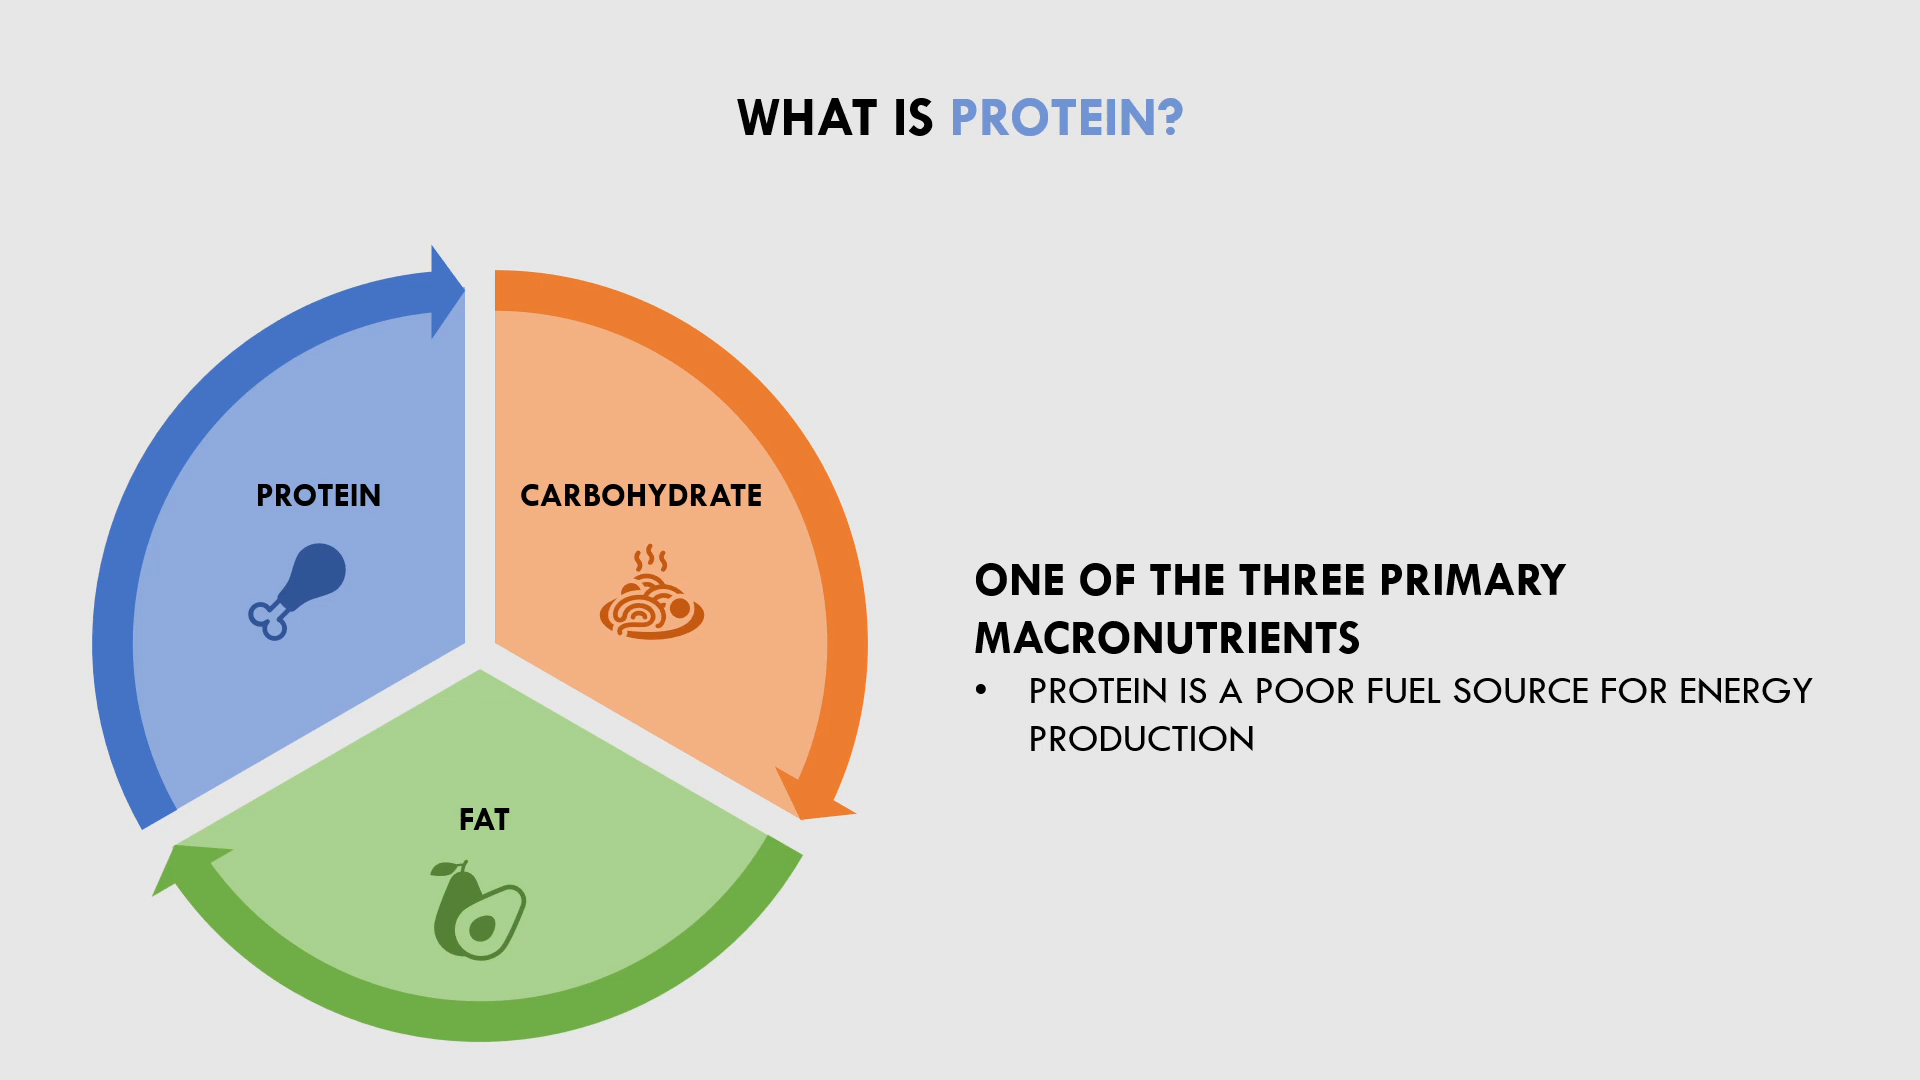 WHAT IS PROTEIN?
PROTEIN
CARBOHYDRATE
FAT
ONE OF THE THREE PRIMARY
MACRONUTRIENTS
• PROTEIN IS A POOR FUEL SOURCE FOR ENERGY
PRODUCTION